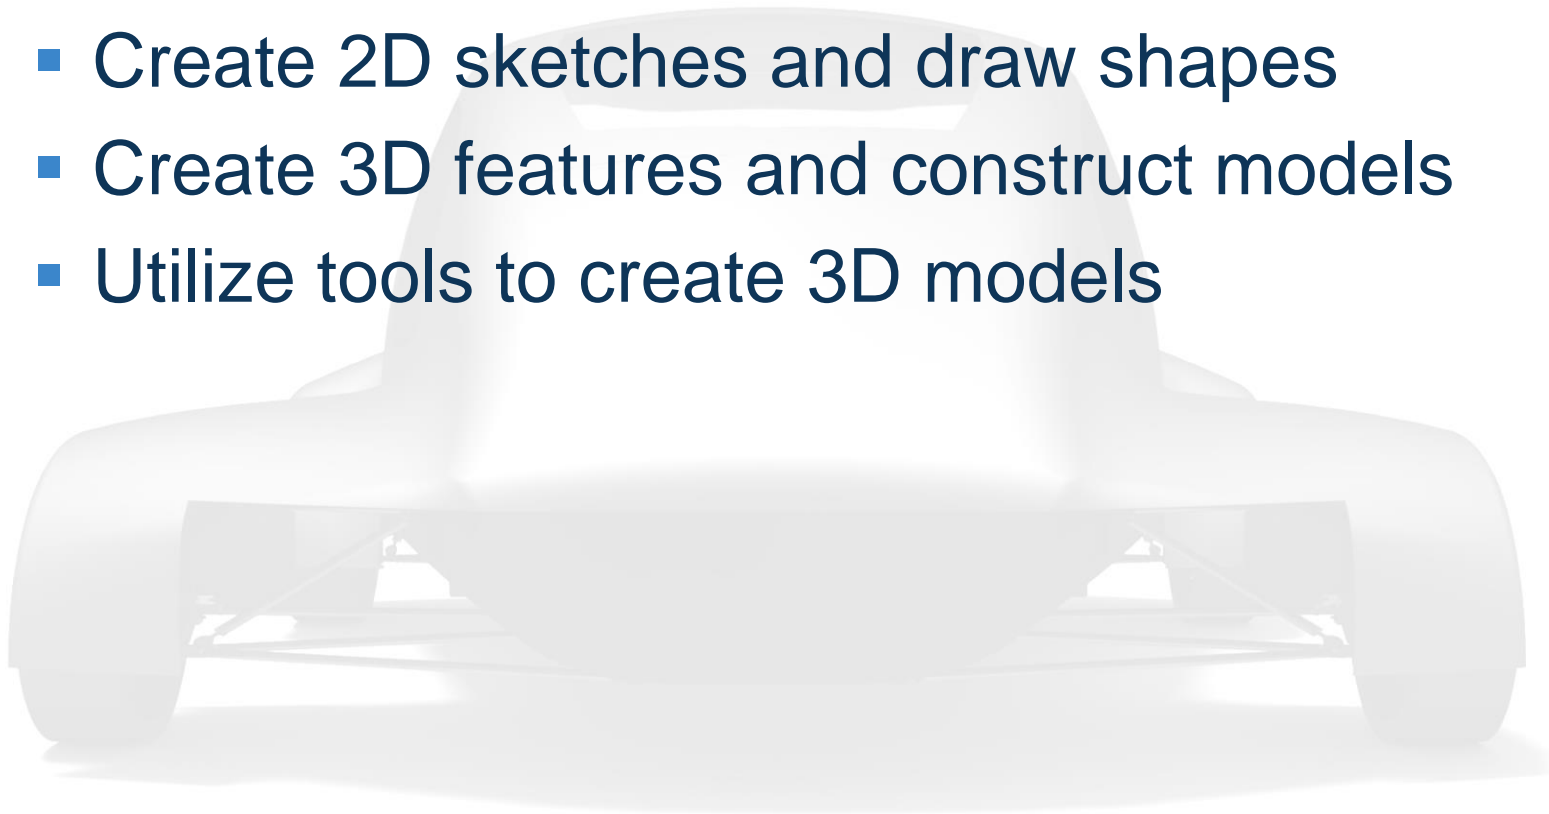 ▪ Create 2D sketches and draw shapes
▪ Create 3D features and construct models
▪ Utilize tools to create 3D models